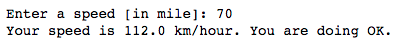 Enter a speed [in mile]: 70
Your speed is 112.0 km/hour. You are doing OK.